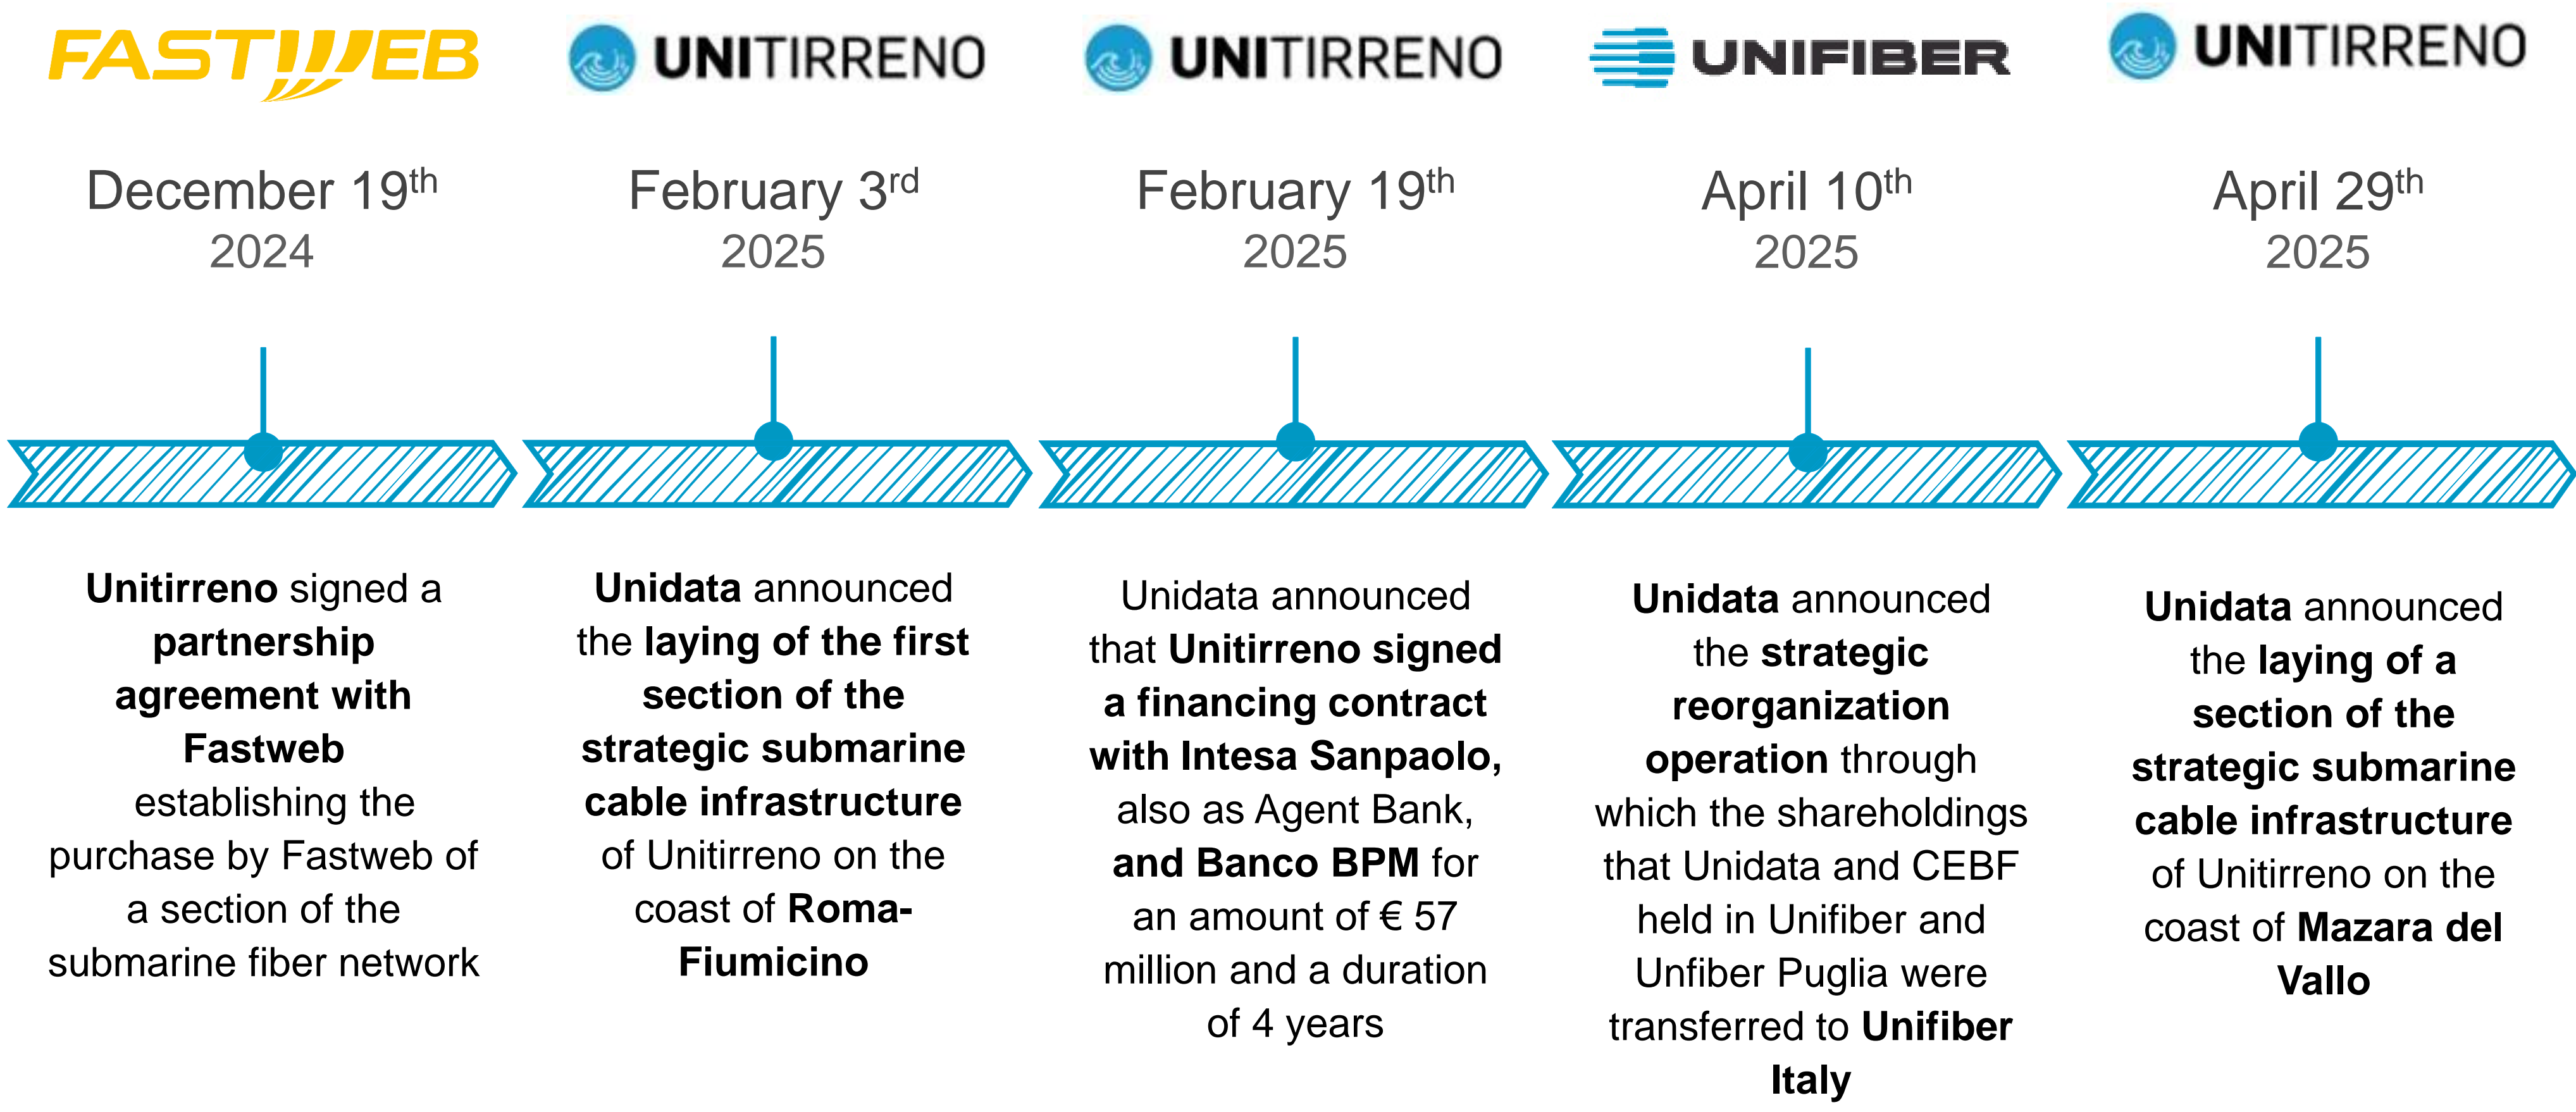 FASTWEB
UNITIRRENO
UNITIRRENO
UNIFIBER
UNITIRRENO
December 19th
2024
February 3rd
2025
February 19th
2025
April 10th
2025
April 29th
2025
Unitirreno signed a
partnership
agreement with
Fastweb
establishing the
purchase by Fastweb of
a section of the
submarine fiber network
Unidata announced
the laying of the first
section of the
strategic submarine
cable infrastructure
of Unitirreno on the
coast of Roma-
Fiumicino
Unidata announced
that Unitirreno signed
a financing contract
with Intesa Sanpaolo,
also as Agent Bank,
and Banco BPM for
an amount of € 57
million and a duration
of 4 years
Unidata announced
the strategic
reorganization
operation through
which the shareholdings
that Unidata and CEBF
held in Unifiber and
Unfiber Puglia were
transferred to Unifiber
Italy
Unidata announced
the laying of a
section of the
strategic submarine
cable infrastructure
of Unitirreno on the
coast of Mazara del
Vallo